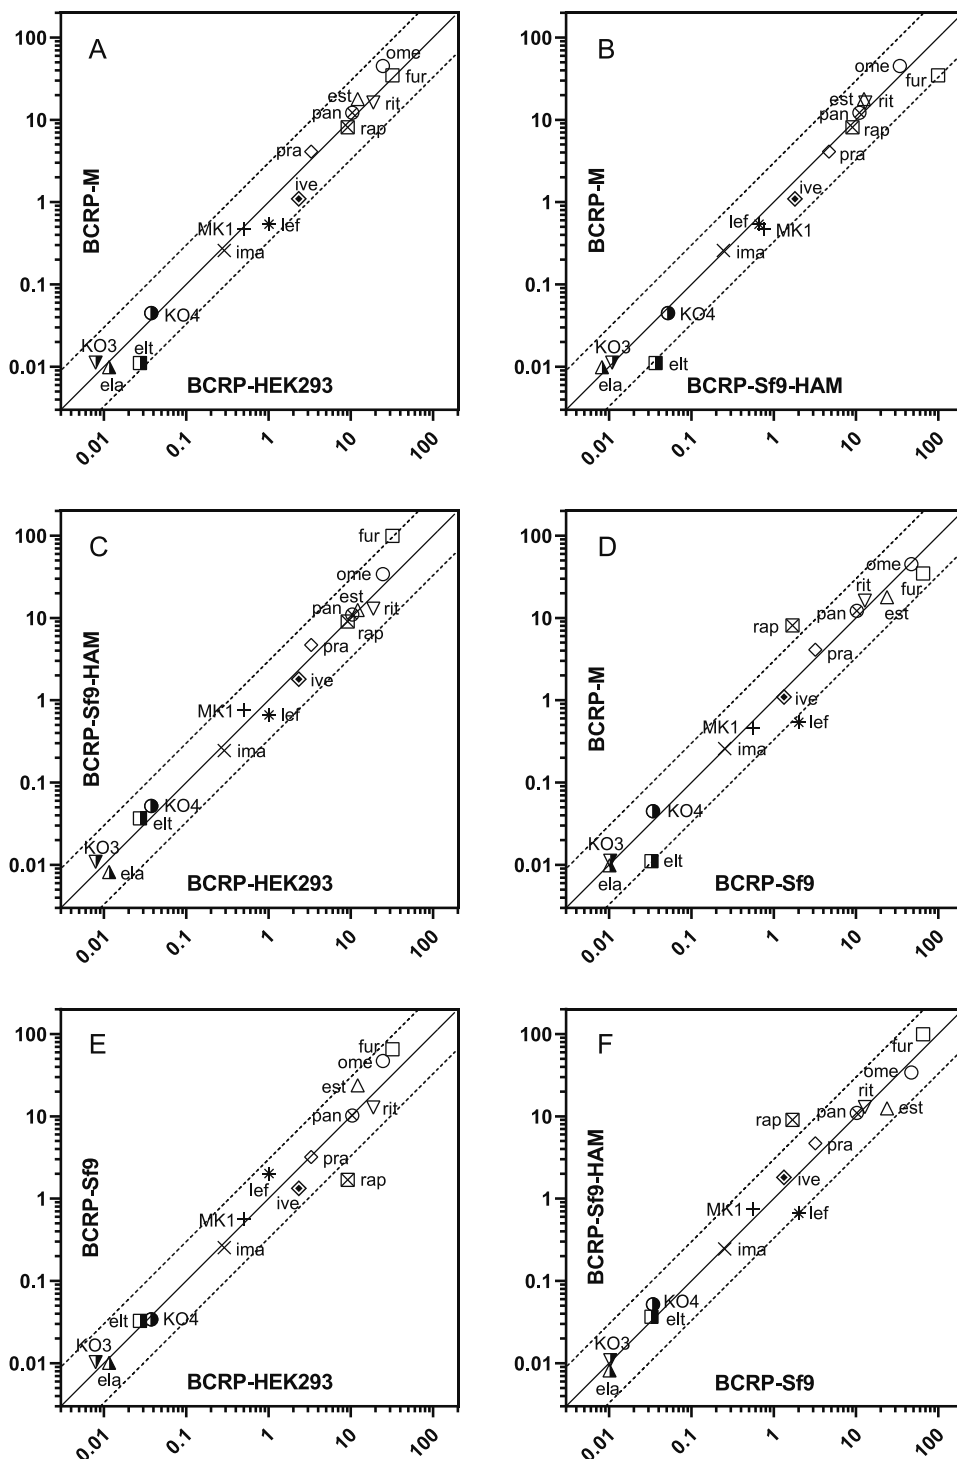 A
BCRP-M
100
10
1
0.1
0.01
ome
fur
est
rit
pan
rap
pra
ive
MK1
lef
ima
KO4
KO3
elt
ela
BCRP-HEK293
0.01
0.1
1
10
100
B
BCRP-M
100
10
1
0.1
0.01
ome
fur
est
rit
pan
rap
pra
ive
lef
MK1
ima
KO4
KO3
elt
ela
BCRP-Sf9-HAM
0.01
0.1
1
10
100
C
BCRP-Sf9-HAM
100
10
1
0.1
0.01
fur
ome
est
pan
rit
rap
pra
ive
MK1
lef
ima
KO4
elt
KO3
ela
BCRP-HEK293
0.01
0.1
1
10
100
D
BCRP-M
100
10
1
0.1
0.01
ome
rit
fur
pan
est
rap
pra
ive
MK1
lef
ima
KO4
KO3
elt
ela
BCRP-Sf9
0.01
0.1
1
10
100
E
BCRP-Sf9
100
10
1
0.1
0.01
fur
ome
est
pan
rit
pra
rap
lef
ive
MK1
ima
elt
KO4
KO3
ela
BCRP-HEK293
0.01
0.1
1
10
100
F
BCRP-Sf9-HAM
100
10
1
0.1
0.01
fur
ome
rit
pan
est
rap
pra
ive
MK1
lef
ima
KO4
elt
KO3
ela
BCRP-Sf9
0.01
0.1
1
10
100